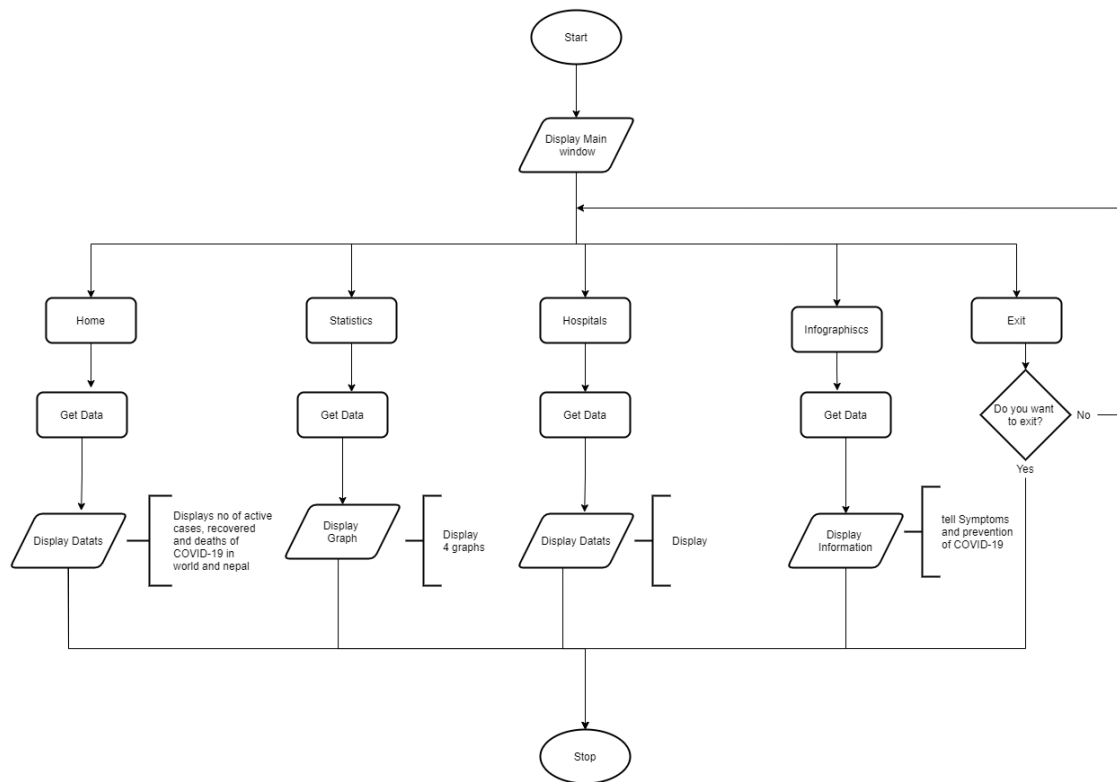 Start
Display Main
window
Home
Statistics
Hospitals
Infographiscs
Exit
Get Data
Get Data
Get Data
Get Data
Do you want
to exit?
No
Yes
Display Datats
Displays no of active
cases, recovered
and deaths of
COVID-19 in
world and nepal
Display
Graph
Display
4 graphs
Display Datats
Display
Display
Information
tell Symptoms
and prevention
of COVID-19
Stop